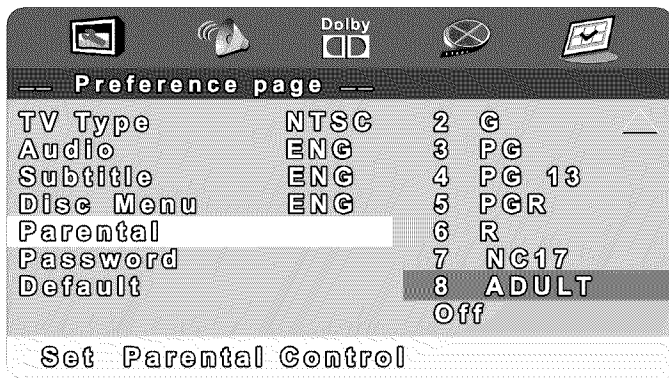 Dolby
-- Preference page --
TV Type NTSC 2 G
Audio ENG 3 PG
Subtitle ENG 4 PG 13
Disc Menu ENG 5 PGR
Parental 6 R
Password 7 NC17
Default 8 ADULT
Off
Set Parental Control